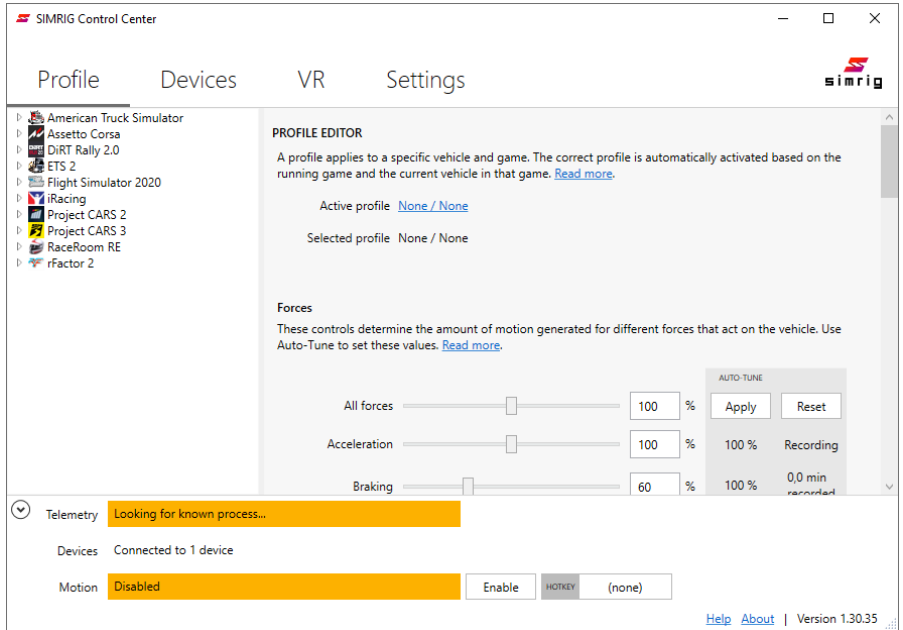 SIMRIG Control Center
Profile Devices VR Settings
simrig
American Truck Simulator
Assetto Corsa
DiRT Rally 2.0
ETS 2
Flight Simulator 2020
iRacing
Project CARS 2
Project CARS 3
RaceRoom RE
rFactor 2
PROFILE EDITOR
A profile applies to a specific vehicle and game. The correct profile is automatically activated based on the
running game and the current vehicle in that game. Read more.
Active profile None / None
Selected profile None / None
Forces
These controls determine the amount of motion generated for different forces that act on the vehicle. Use
Auto-Tune to set these values. Read more.
AUTO-TUNE
All forces 100 % Apply Reset
Acceleration 100 % 100 % Recording
Braking 60 % 100 % 0,0 min
recorded
Telemetry Looking for known process...
Devices Connected to 1 device
Motion Disabled Enable HOTKEY (none)
Help About | Version 1.30.35